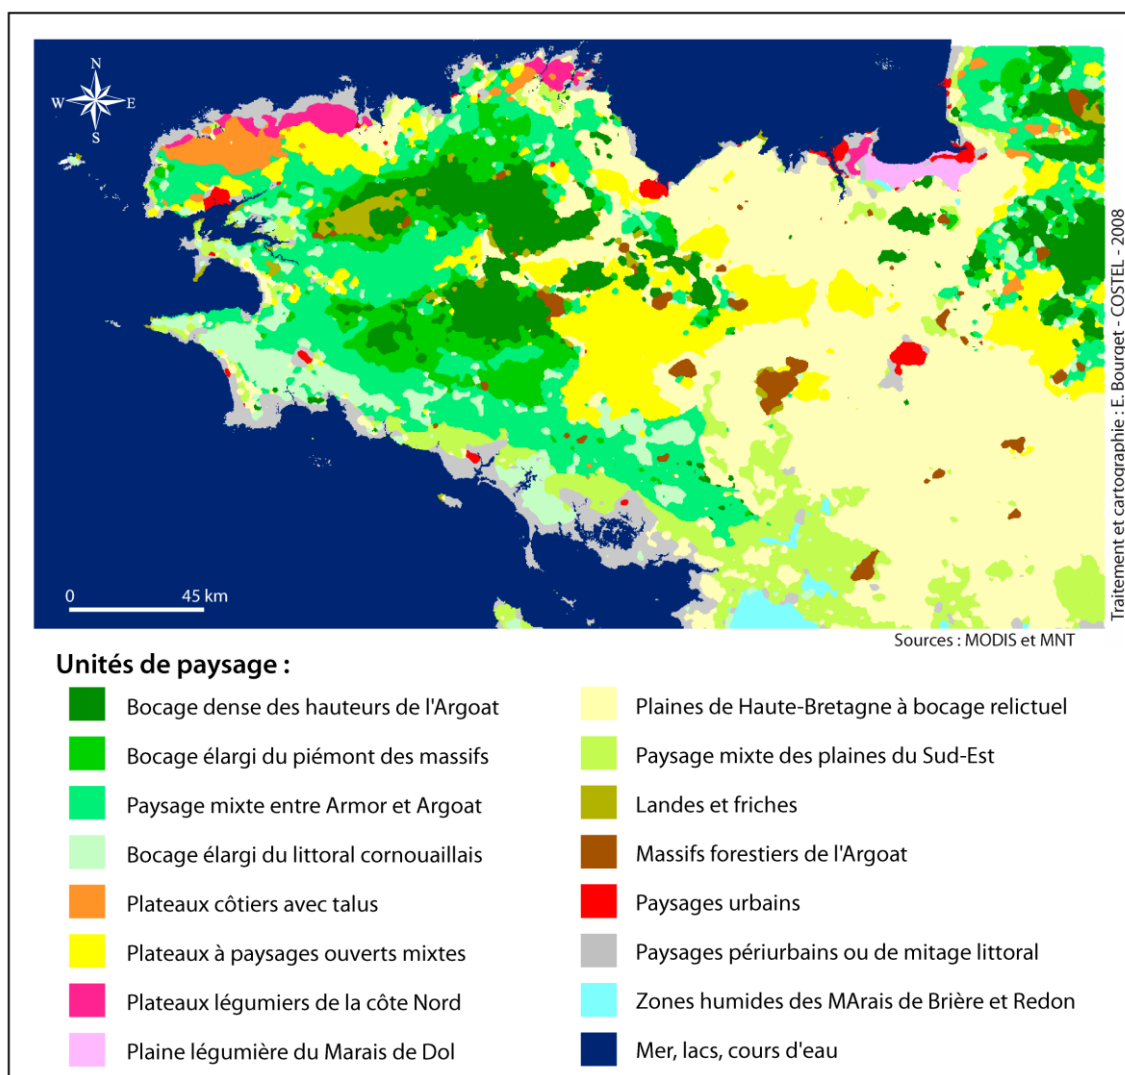 N
W E
S
0 45 km
Traitement et cartographie : E. Bourget - COSTEL - 2008
Sources : MODIS et MNT
Unités de paysage :
Bocage dense des hauteurs de l'Argoat
Bocage élargi du piémont des massifs
Paysage mixte entre Armor et Argoat
Bocage élargi du littoral cornouaillais
Plateaux côtiers avec talus
Plateaux à paysages ouverts mixtes
Plateaux légumiers de la côte Nord
Plaine légumière du Marais de Dol
Plaines de Haute-Bretagne à bocage relictuel
Paysage mixte des plaines du Sud-Est
Landes et friches
Massifs forestiers de l'Argoat
Paysages urbains
Paysages périurbains ou de mitage littoral
Zones humides des MArais de Brière et Redon
Mer, lacs, cours d'eau